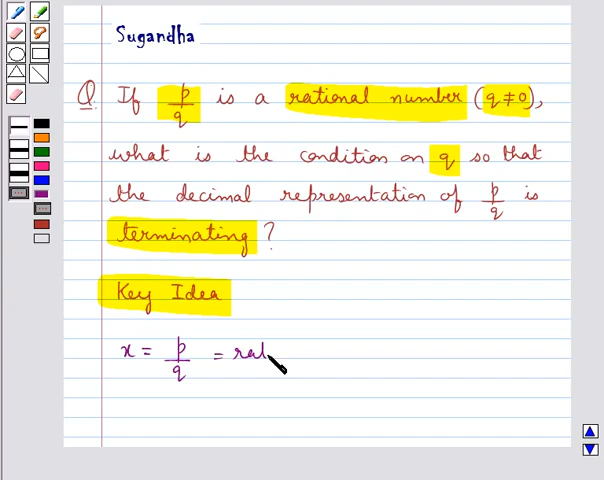 Sugandha
Q. If p/q is a rational number (q ≠ 0),
what is the condition on q so that
the decimal representation of p/q is
terminating ?
Key Idea
x = p/q = rat